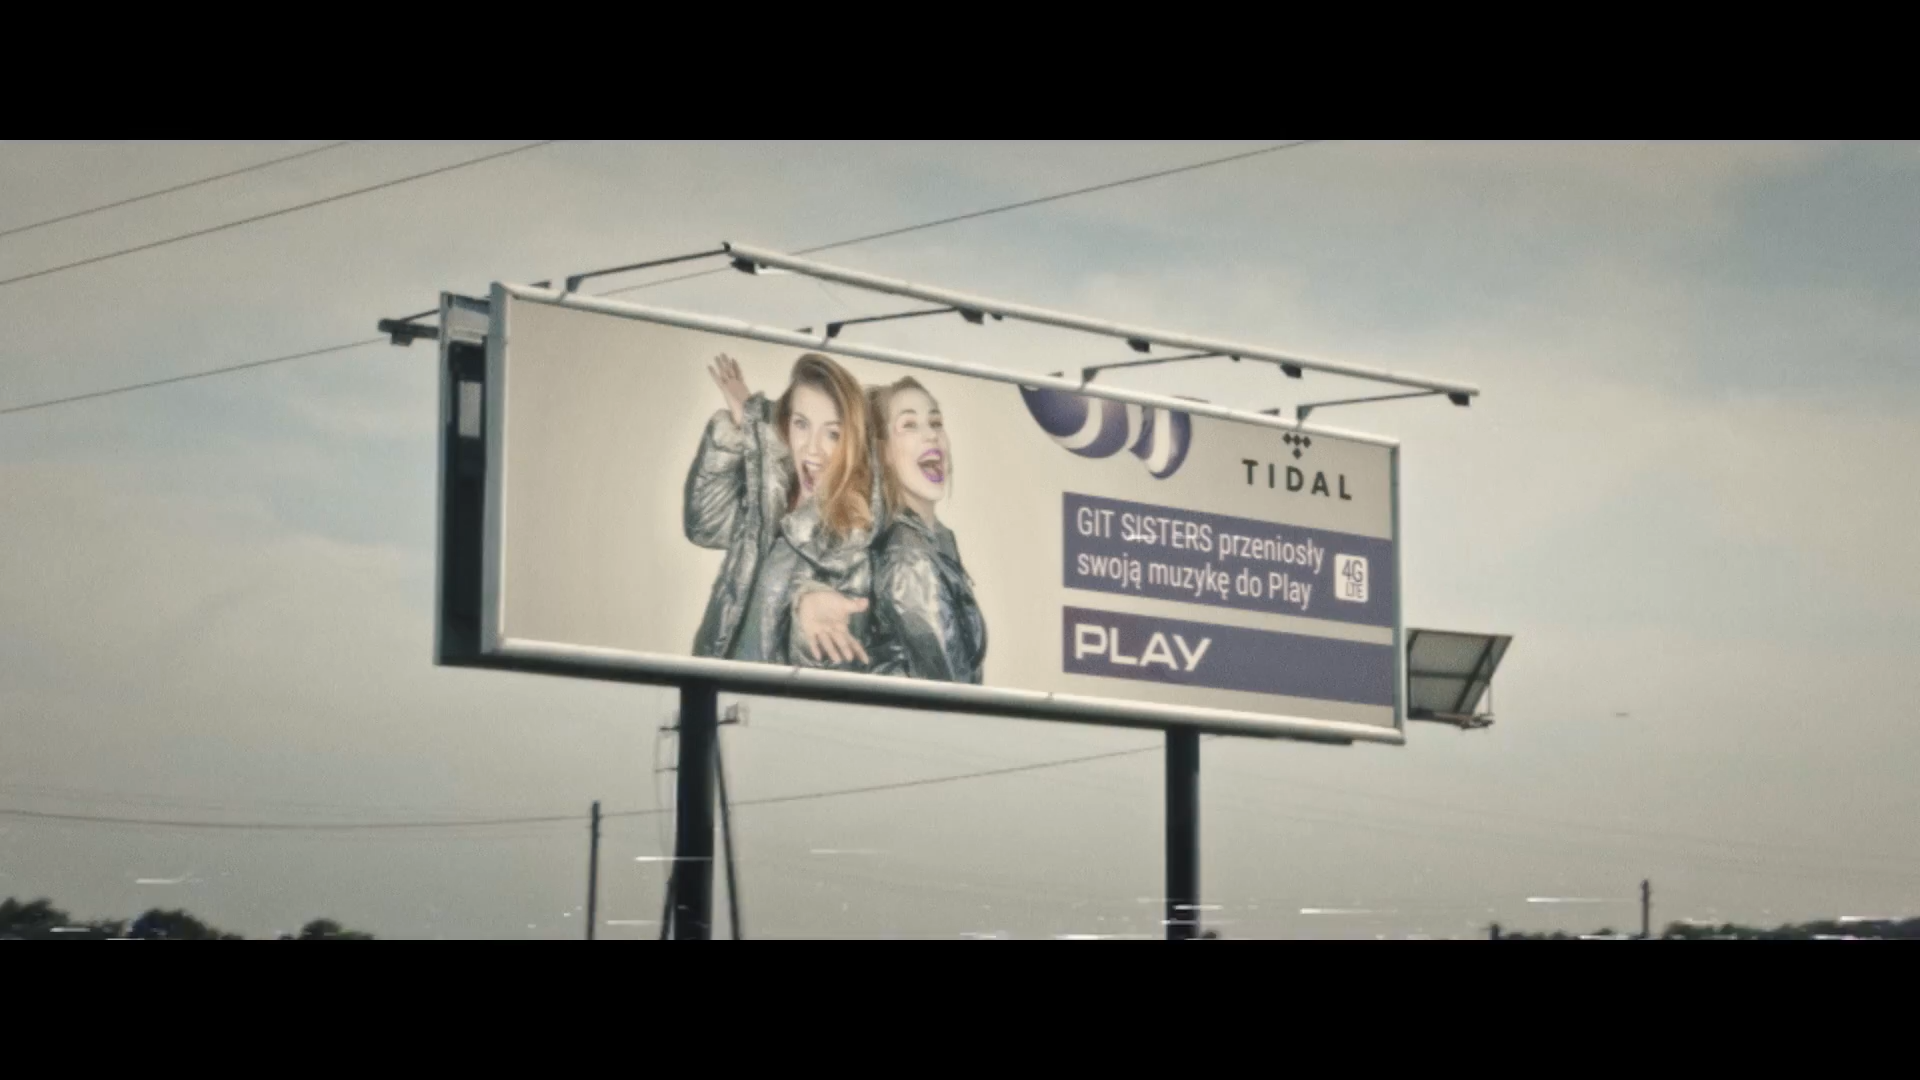 TIDAL
GIT SISTERS przeniosły
swoją muzykę do Play
4G
LTE
PLAY